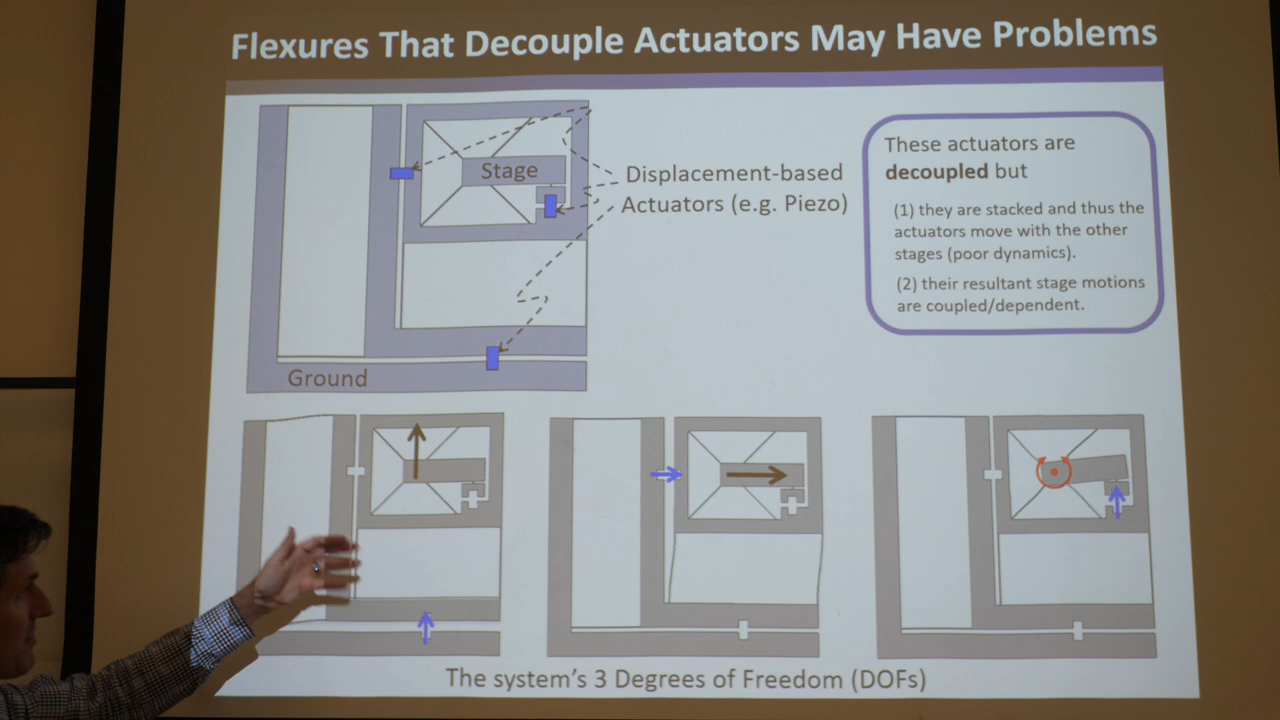 Flexures That Decouple Actuators May Have Problems
Stage
Displacement-based
Actuators (e.g. Piezo)
Ground
These actuators are
decoupled but
(1) they are stacked and thus the
actuators move with the other
stages (poor dynamics).
(2) their resultant stage motions
are coupled/dependent.
The system's 3 Degrees of Freedom (DOFs)